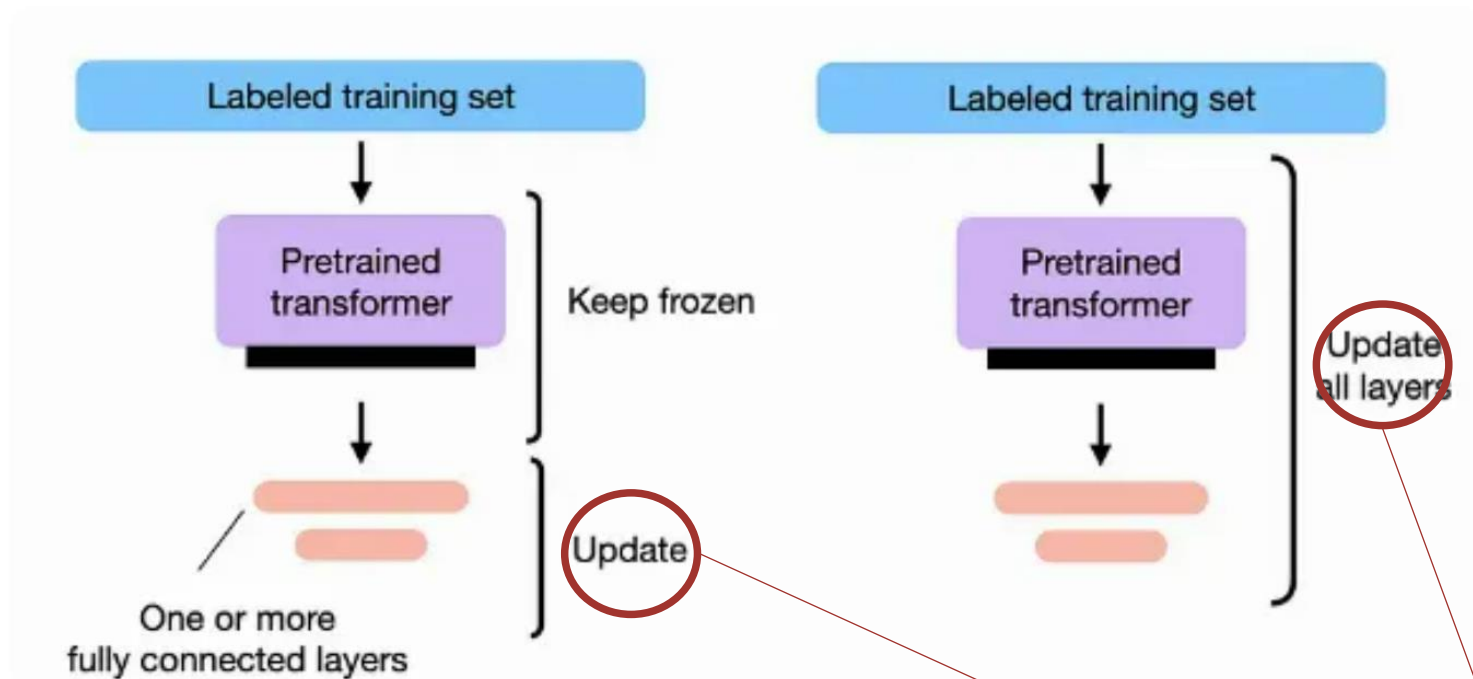 Labeled training set
Pretrained
transformer
Keep frozen
Update
One or more
fully connected layers
Labeled training set
Pretrained
transformer
Update
all layers